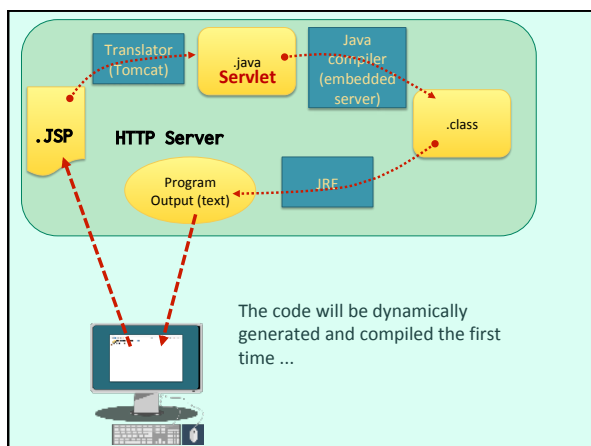 Translator
(Tomcat)
.java
Servlet
Java
compiler
(embedded
server)
.JSP
HTTP Server
.class
Program
Output (text)
JRE
The code will be dynamically
generated and compiled the first
time ...